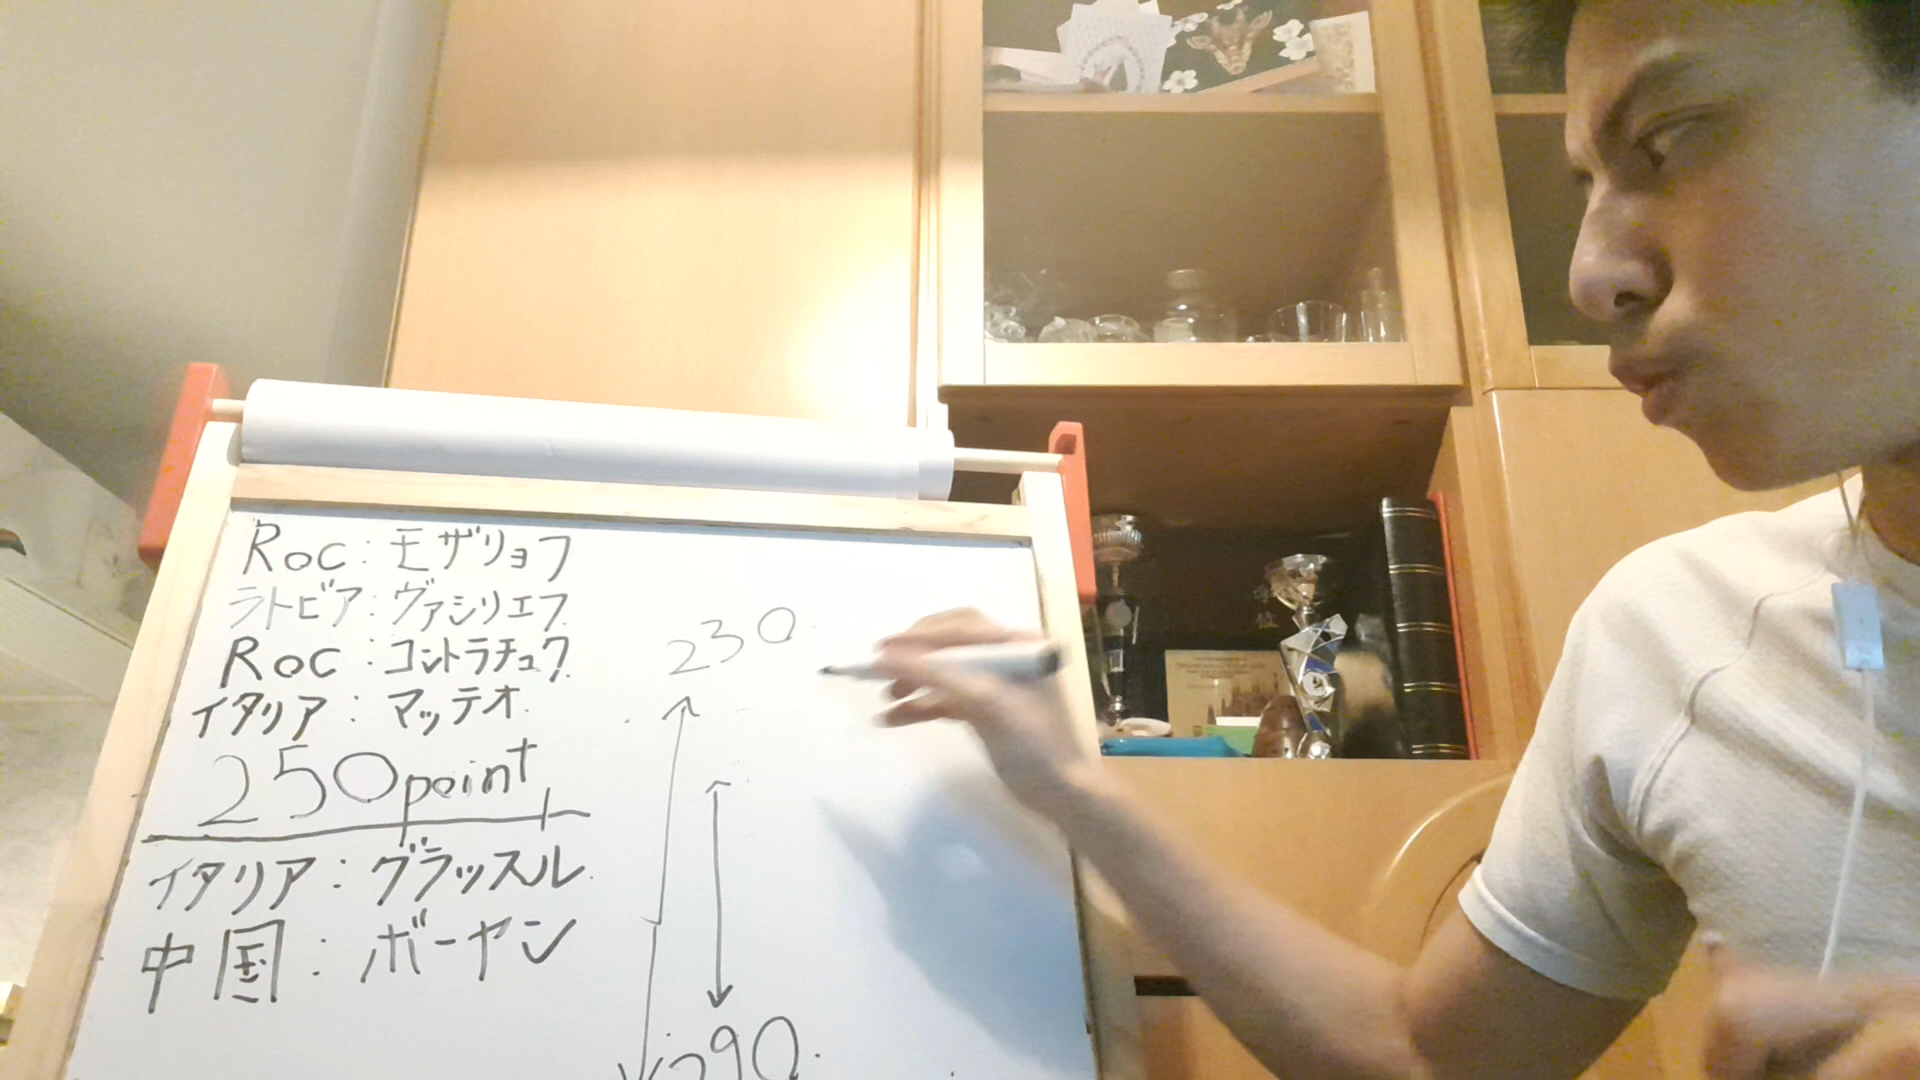 Roc：モザリョフ
ラトビア：ヴァシリエフ
Roc：コントラチュク
イタリア：マッテオ
250point
イタリア：グラッスル
中国：ボーヤン
230
290